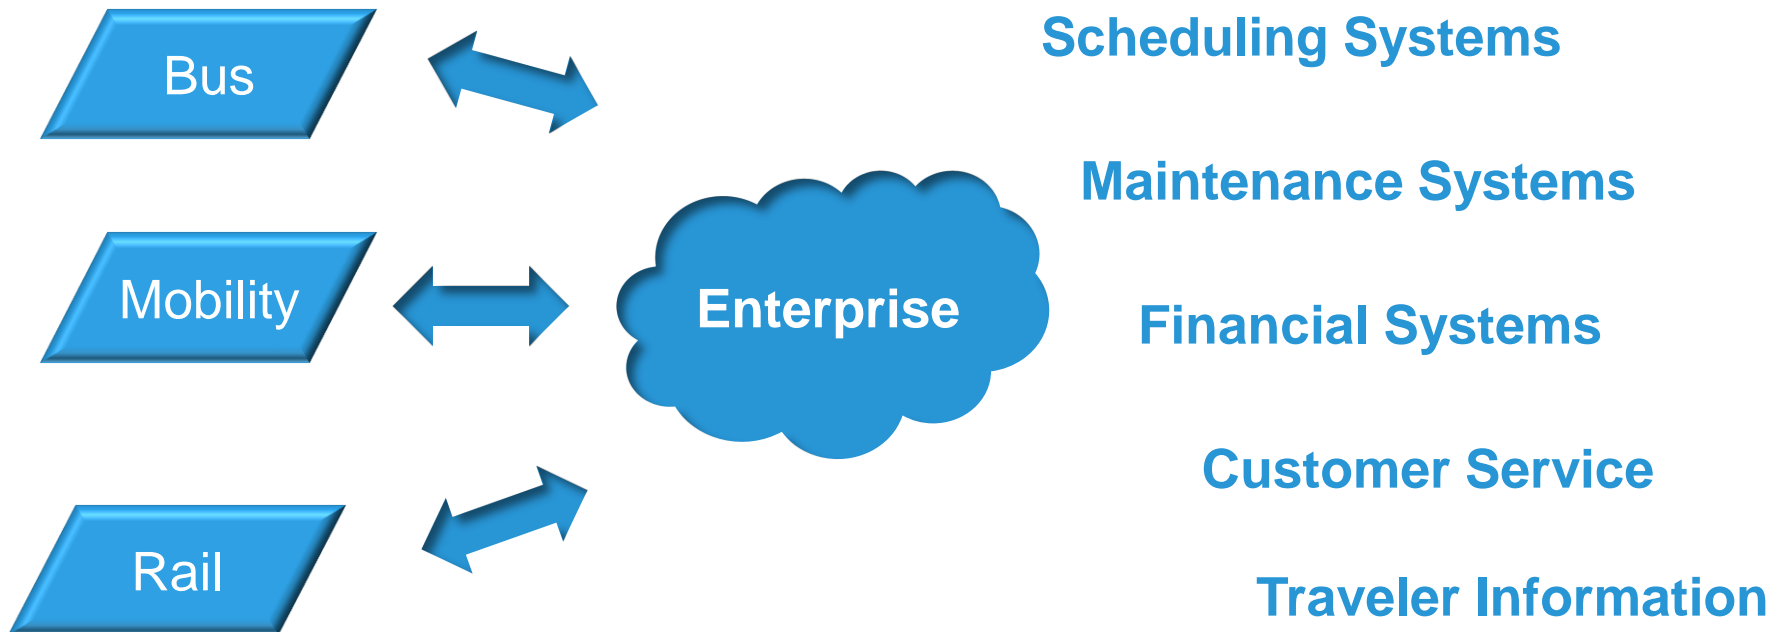 Bus
Mobility
Rail
Enterprise
Scheduling Systems
Maintenance Systems
Financial Systems
Customer Service
Traveler Information